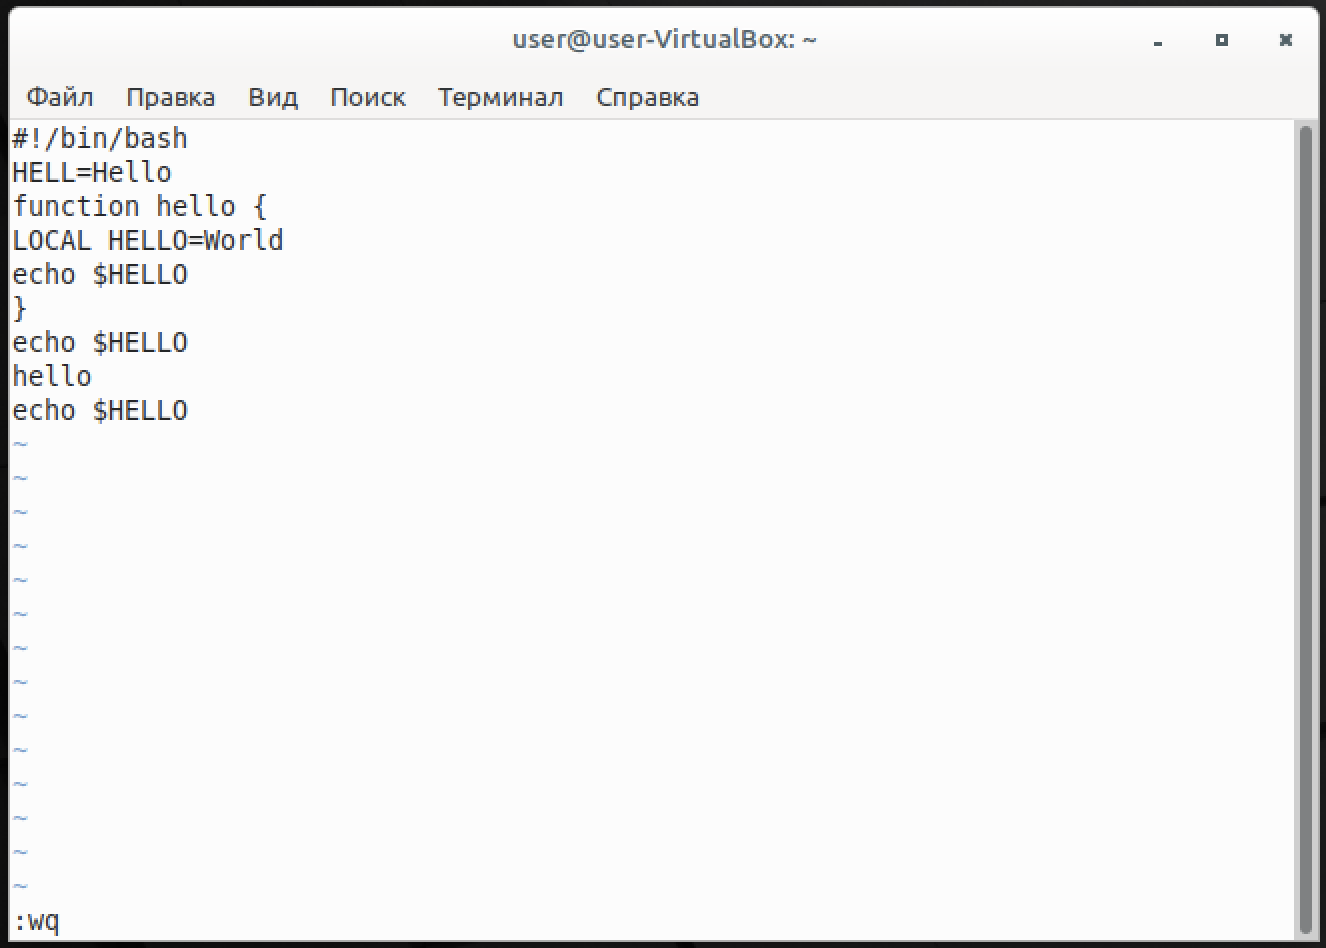 user@user-VirtualBox: ~
Файл Правка Вид Поиск Терминал Справка
#!/bin/bash
HELL=Hello
function hello {
LOCAL HELLO=World
echo $HELLO
}
echo $HELLO
hello
echo $HELLO
~
~
~
~
~
~
~
~
~
~
~
~
~
~
:wq